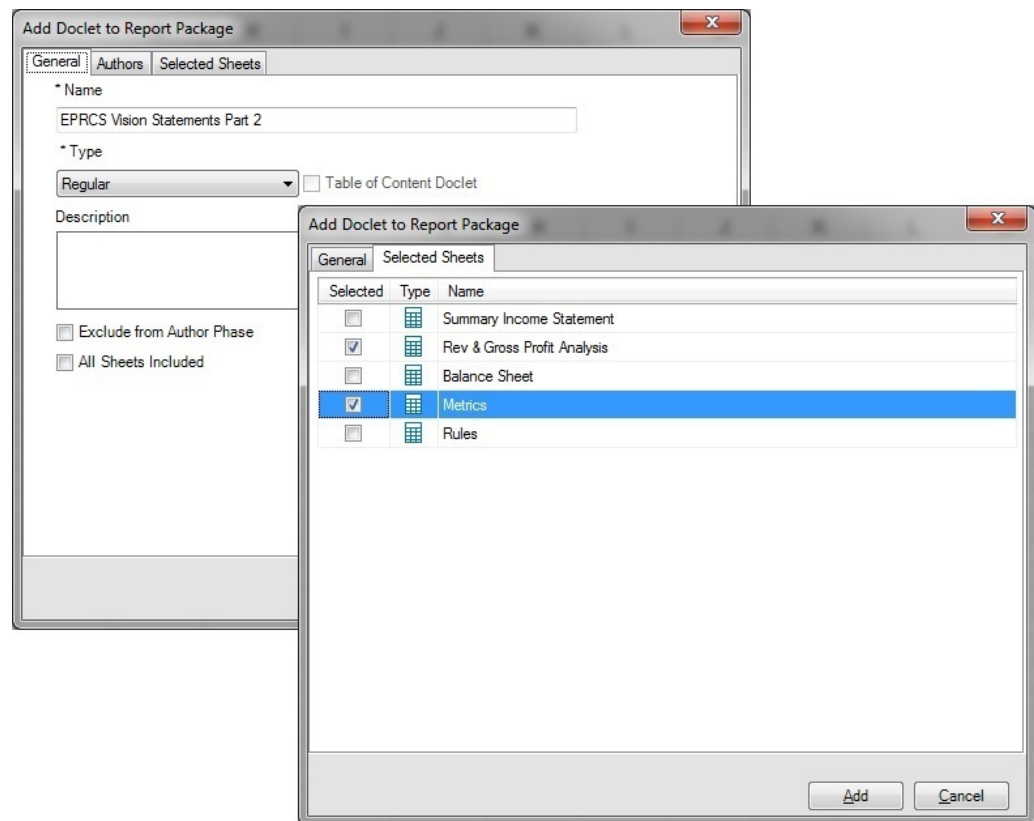 Add Doclet to Report Package
General Authors Selected Sheets
* Name
EPRCS Vision Statements Part 2
* Type
Regular Table of Content Doclet
Description
Exclude from Author Phase
All Sheets Included
Add Doclet to Report Package
General Selected Sheets
Selected Type Name
Summary Income Statement
Rev & Gross Profit Analysis
Balance Sheet
Metrics
Rules
Add Cancel